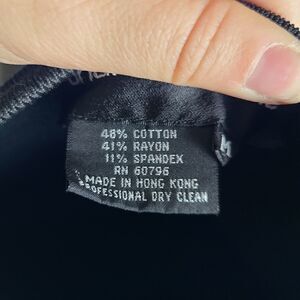 48% COTTON
41% RAYON
11% SPANDEX
RN 60796
MADE IN HONG KONG
PROFESSIONAL DRY CLEAN